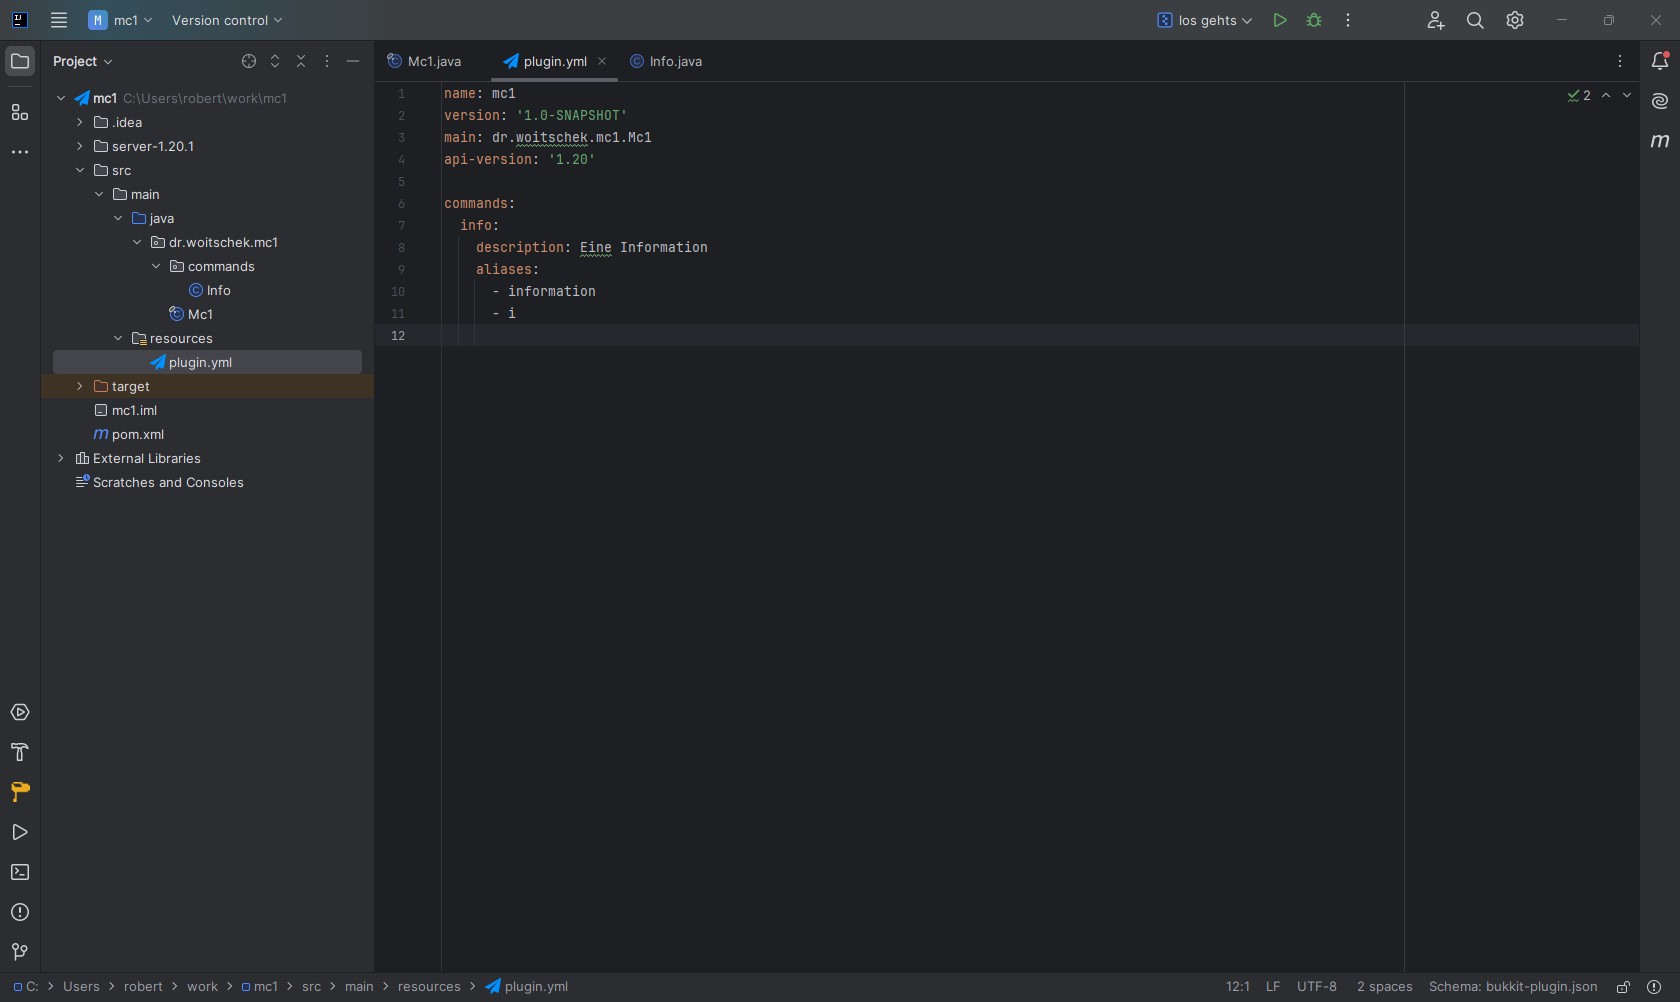 mc1
Version control
los gehts
Project
Mc1.java
plugin.yml
Info.java
mc1 C:\Users\robert\work\mc1
.idea
server-1.20.1
src
main
java
dr.woitschek.mc1
commands
Info
Mc1
resources
plugin.yml
target
mc1.iml
m pom.xml
External Libraries
Scratches and Consoles
1 name: mc1
2 version: '1.0-SNAPSHOT'
3 main: dr.woitschek.mc1.Mc1
4 api-version: '1.20'
5
6 commands:
7 info:
8 description: Eine Information
9 aliases:
10 - information
11 - i
12
2
m
C: > Users > robert > work > mc1 > src > main > resources > plugin.yml
12:1 LF UTF-8 2 spaces Schema: bukkit-plugin.json